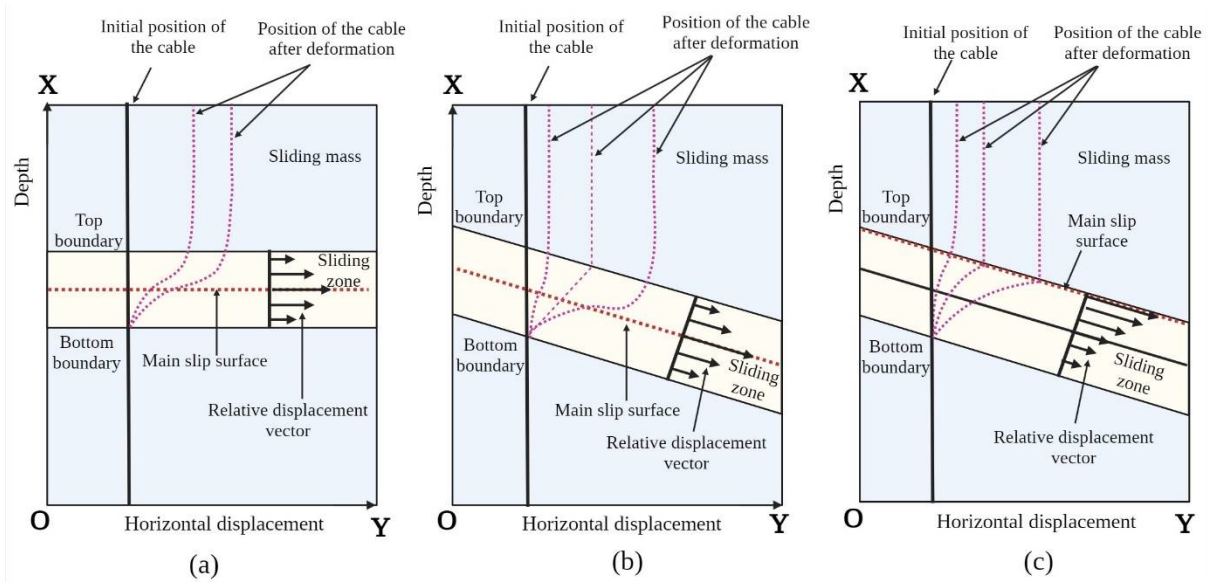 Initial position of
the cable
Position of the cable
after deformation
X
Depth
Sliding mass
Top
boundary
Sliding
zone
Bottom
boundary
Main slip surface
Relative displacement
vector
O
Horizontal displacement
Y
(a)
Initial position of
the cable
Position of the cable
after deformation
X
Depth
Sliding mass
Top
boundary
Bottom
boundary
Sliding
zone
Main slip surface
Relative displacement
vector
O
Horizontal displacement
Y
(b)
Initial position of
the cable
Position of the cable
after deformation
X
Depth
Sliding mass
Top
boundary
Main slip
surface
Bottom
boundary
Sliding
zone
Relative displacement
vector
O
Horizontal displacement
Y
(c)